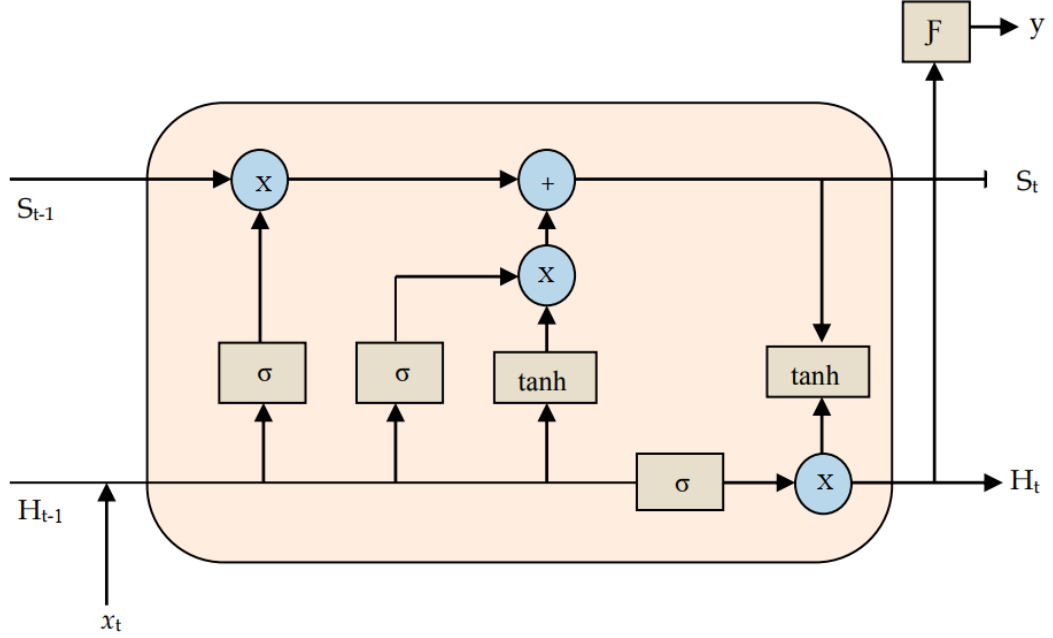 Ƒ
y
X
+
S_t-1
S_t
X
σ
σ
tanh
tanh
σ
X
H_t-1
H_t
x_t